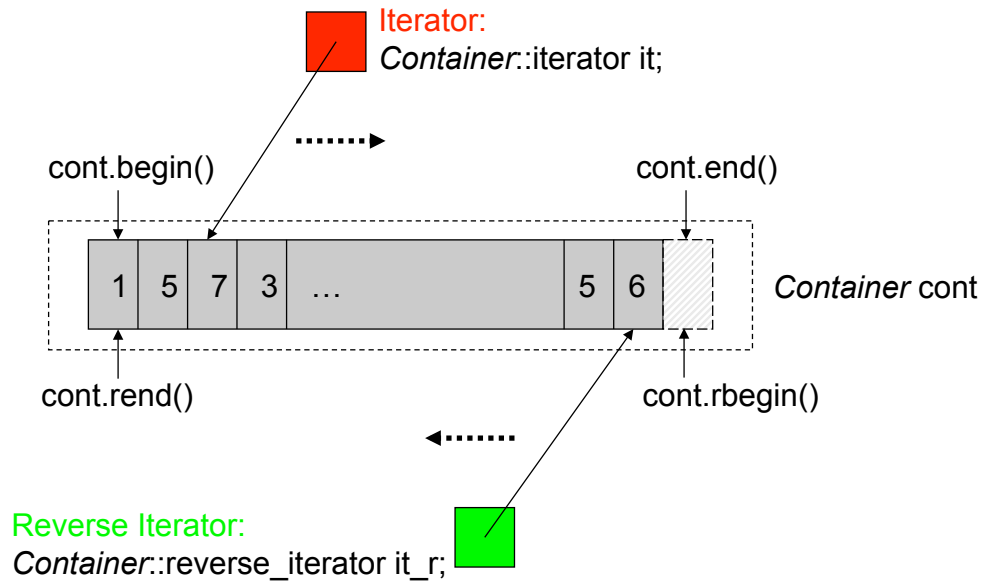 Iterator:
Container::iterator it;
cont.begin()
cont.end()
1 5 7 3 … 5 6
Container cont
cont.rend()
cont.rbegin()
Reverse Iterator:
Container::reverse_iterator it_r;